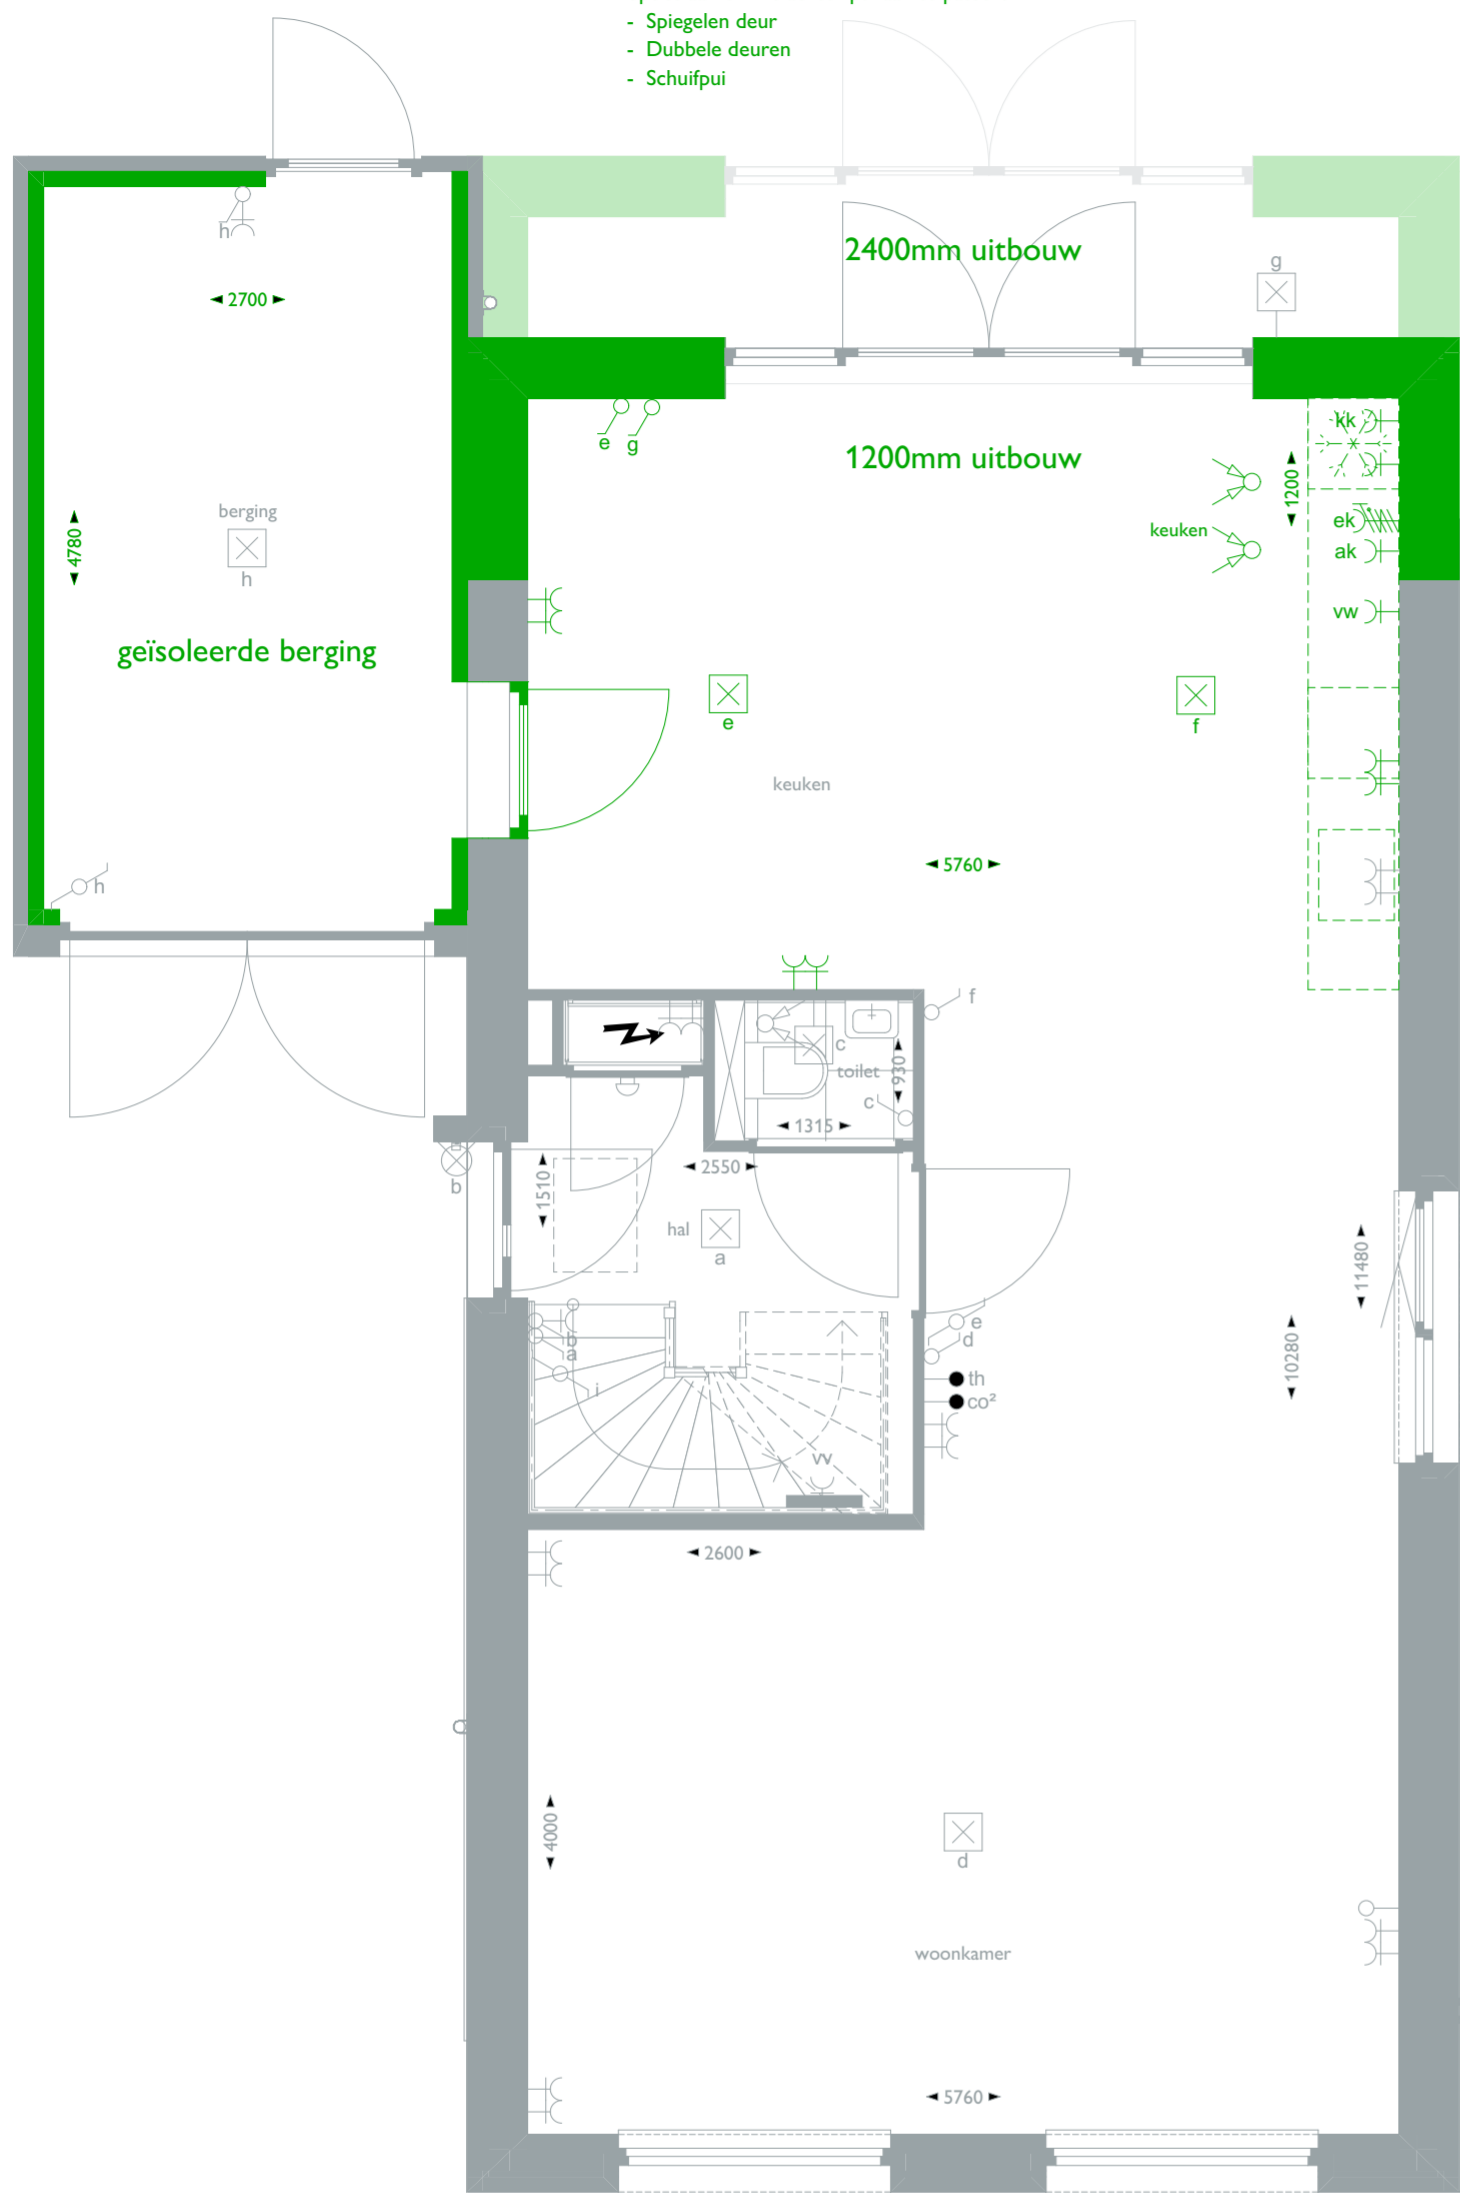 - Spiegelen deur
- Dubbele deuren
- Schuifpui
2400mm uitbouw
g
h
2700
kk
e
g
1200mm uitbouw
1200
ek
keuken
ak
berging
4780
h
vw
geïsoleerde berging
e
f
keuken
5760
h
f
c
toilet
930
c
1315
2550
1510
b
hal
a
11480
e
b
d
a
10280
th
i
co²
vv
2600
4000
d
woonkamer
5760